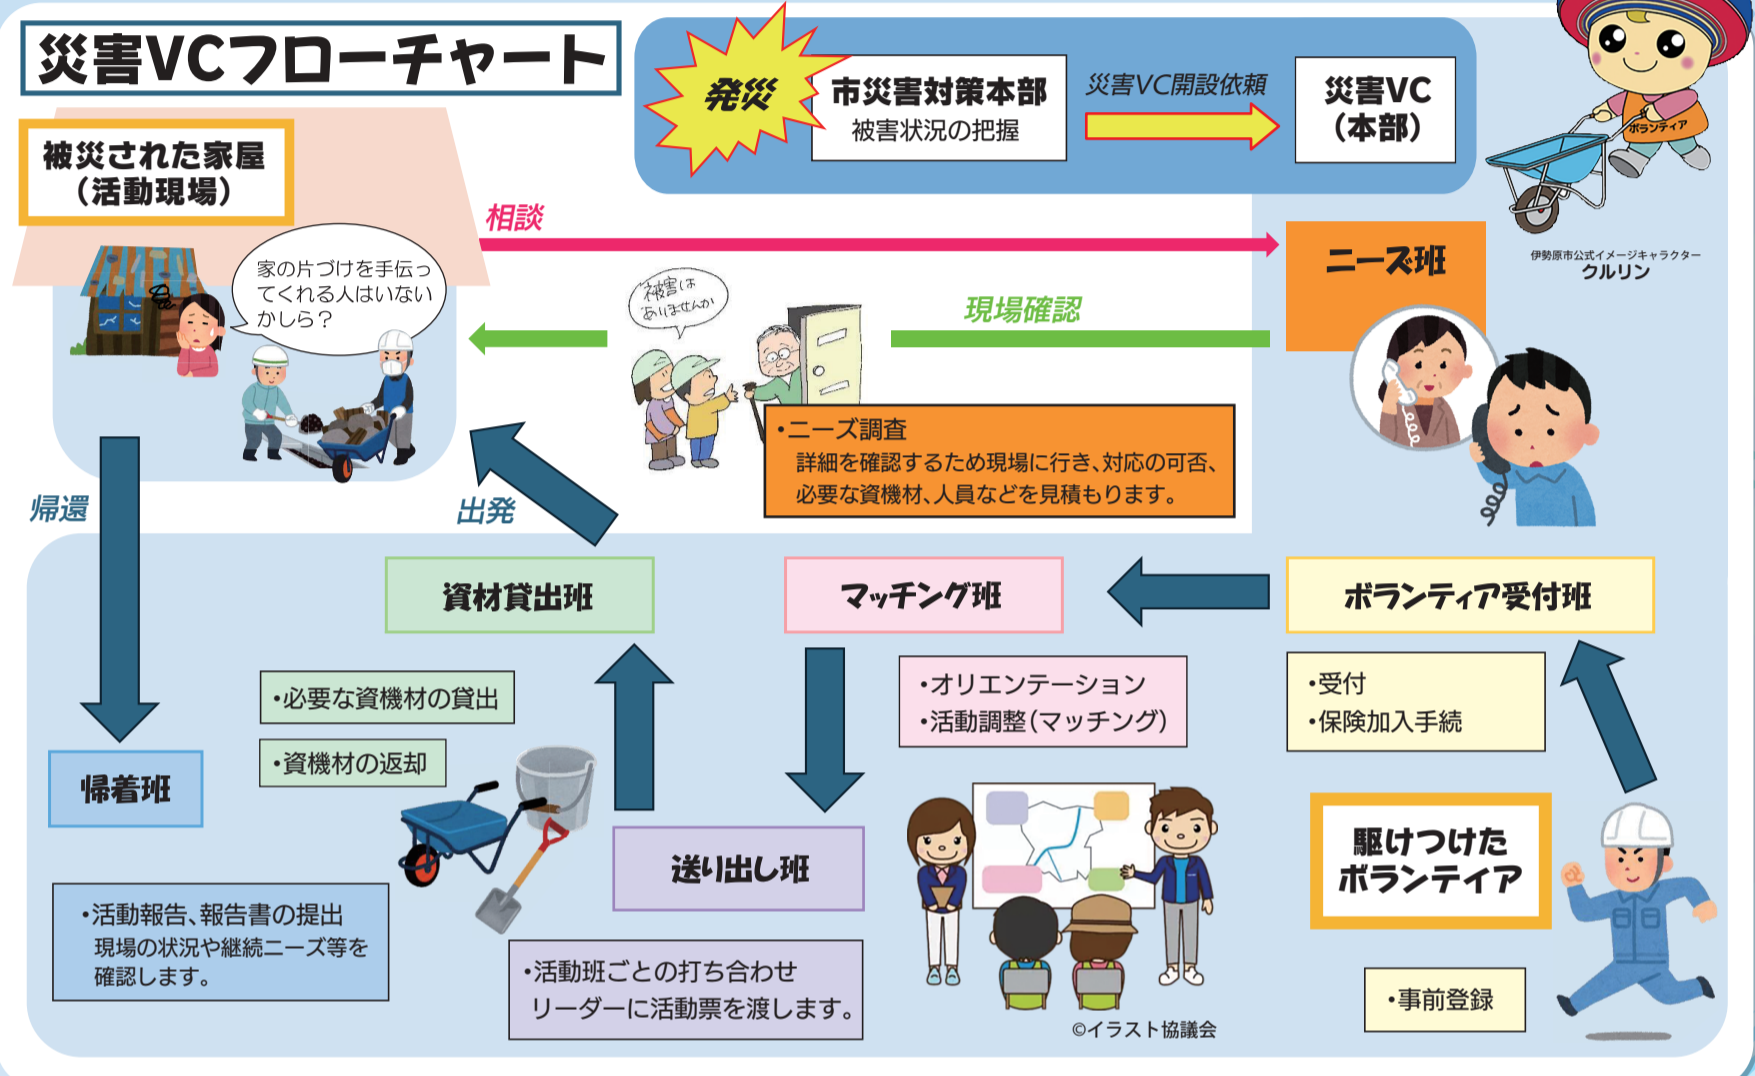 災害VCフローチャート
発災
市災害対策本部
被害状況の把握
災害VC開設依頼
災害VC
(本部)
ボランティア
伊勢原市公式イメージキャラクター
クルリン
被災された家屋
(活動現場)
家の片づけを手伝っ
てくれる人はいない
かしら?
相談
ニーズ班
現場確認
被害は
ありませんか
・ニーズ調査
詳細を確認するため現場に行き、対応の可否、
必要な資機材、人員などを見積もります。
帰還
出発
資材貸出班
・必要な資機材の貸出
・資機材の返却
マッチング班
・オリエンテーション
・活動調整(マッチング)
ボランティア受付班
・受付
・保険加入手続
帰着班
・活動報告、報告書の提出
現場の状況や継続ニーズ等を
確認します。
送り出し班
・活動班ごとの打ち合わせ
リーダーに活動票を渡します。
©イラスト協議会
駆けつけた
ボランティア
・事前登録